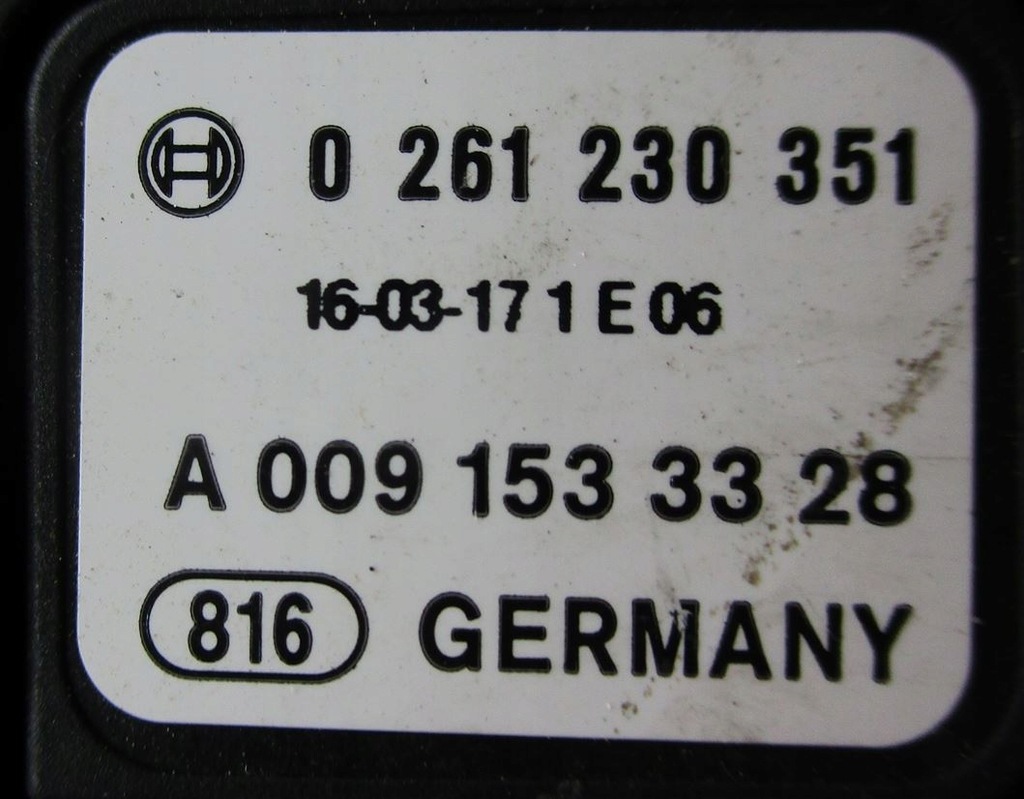 0 261 230 351
16-03-17 1 E 06
A 009 153 33 28
816 GERMANY